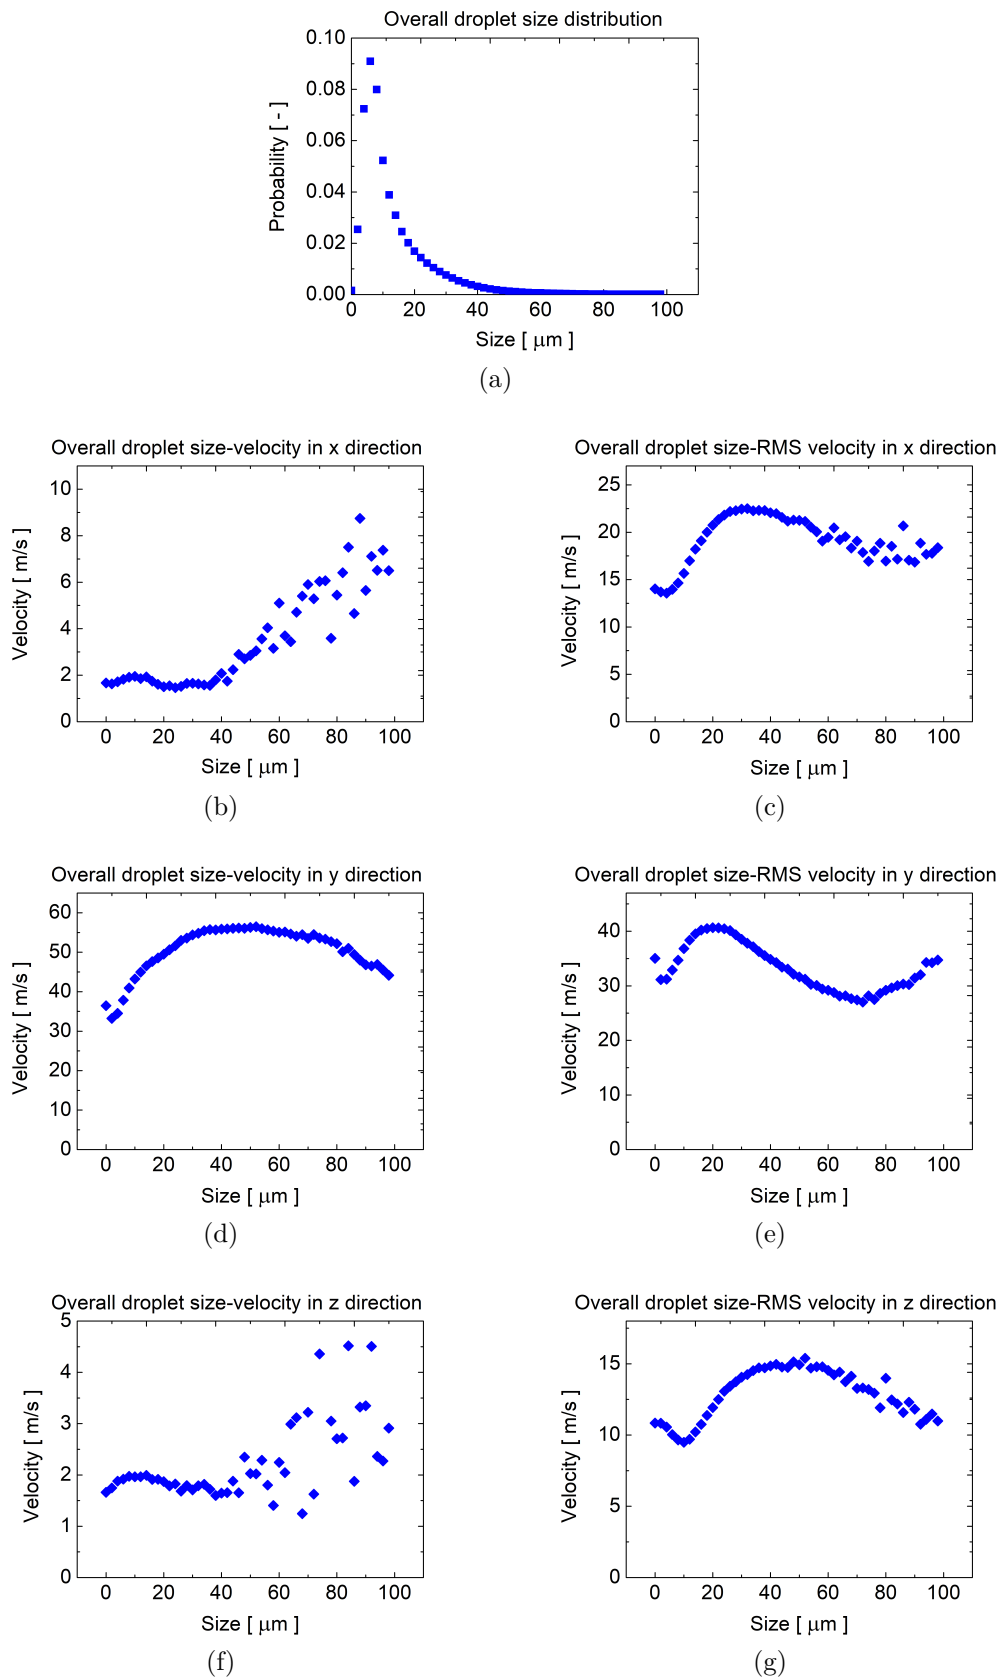 Overall droplet size distribution
0.10
0.08
0.06
0.04
0.02
0.00
Probability [ - ]
0 20 40 60 80 100
Size [ μm ]
(a)
Overall droplet size-velocity in x direction
10
8
6
4
2
0
Velocity [ m/s ]
0 20 40 60 80 100
Size [ μm ]
(b)
Overall droplet size-RMS velocity in x direction
25
20
15
10
5
0
Velocity [ m/s ]
0 20 40 60 80 100
Size [ μm ]
(c)
Overall droplet size-velocity in y direction
60
50
40
30
20
10
0
Velocity [ m/s ]
0 20 40 60 80 100
Size [ μm ]
(d)
Overall droplet size-RMS velocity in y direction
40
30
20
10
0
Velocity [ m/s ]
0 20 40 60 80 100
Size [ μm ]
(e)
Overall droplet size-velocity in z direction
5
4
3
2
1
0
Velocity [ m/s ]
0 20 40 60 80 100
Size [ μm ]
(f)
Overall droplet size-RMS velocity in z direction
15
10
5
0
Velocity [ m/s ]
0 20 40 60 80 100
Size [ μm ]
(g)